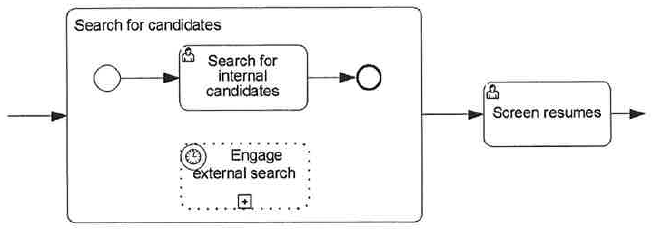 Search for candidates
Search for
internal
candidates
Screen resumes
Engage
external search